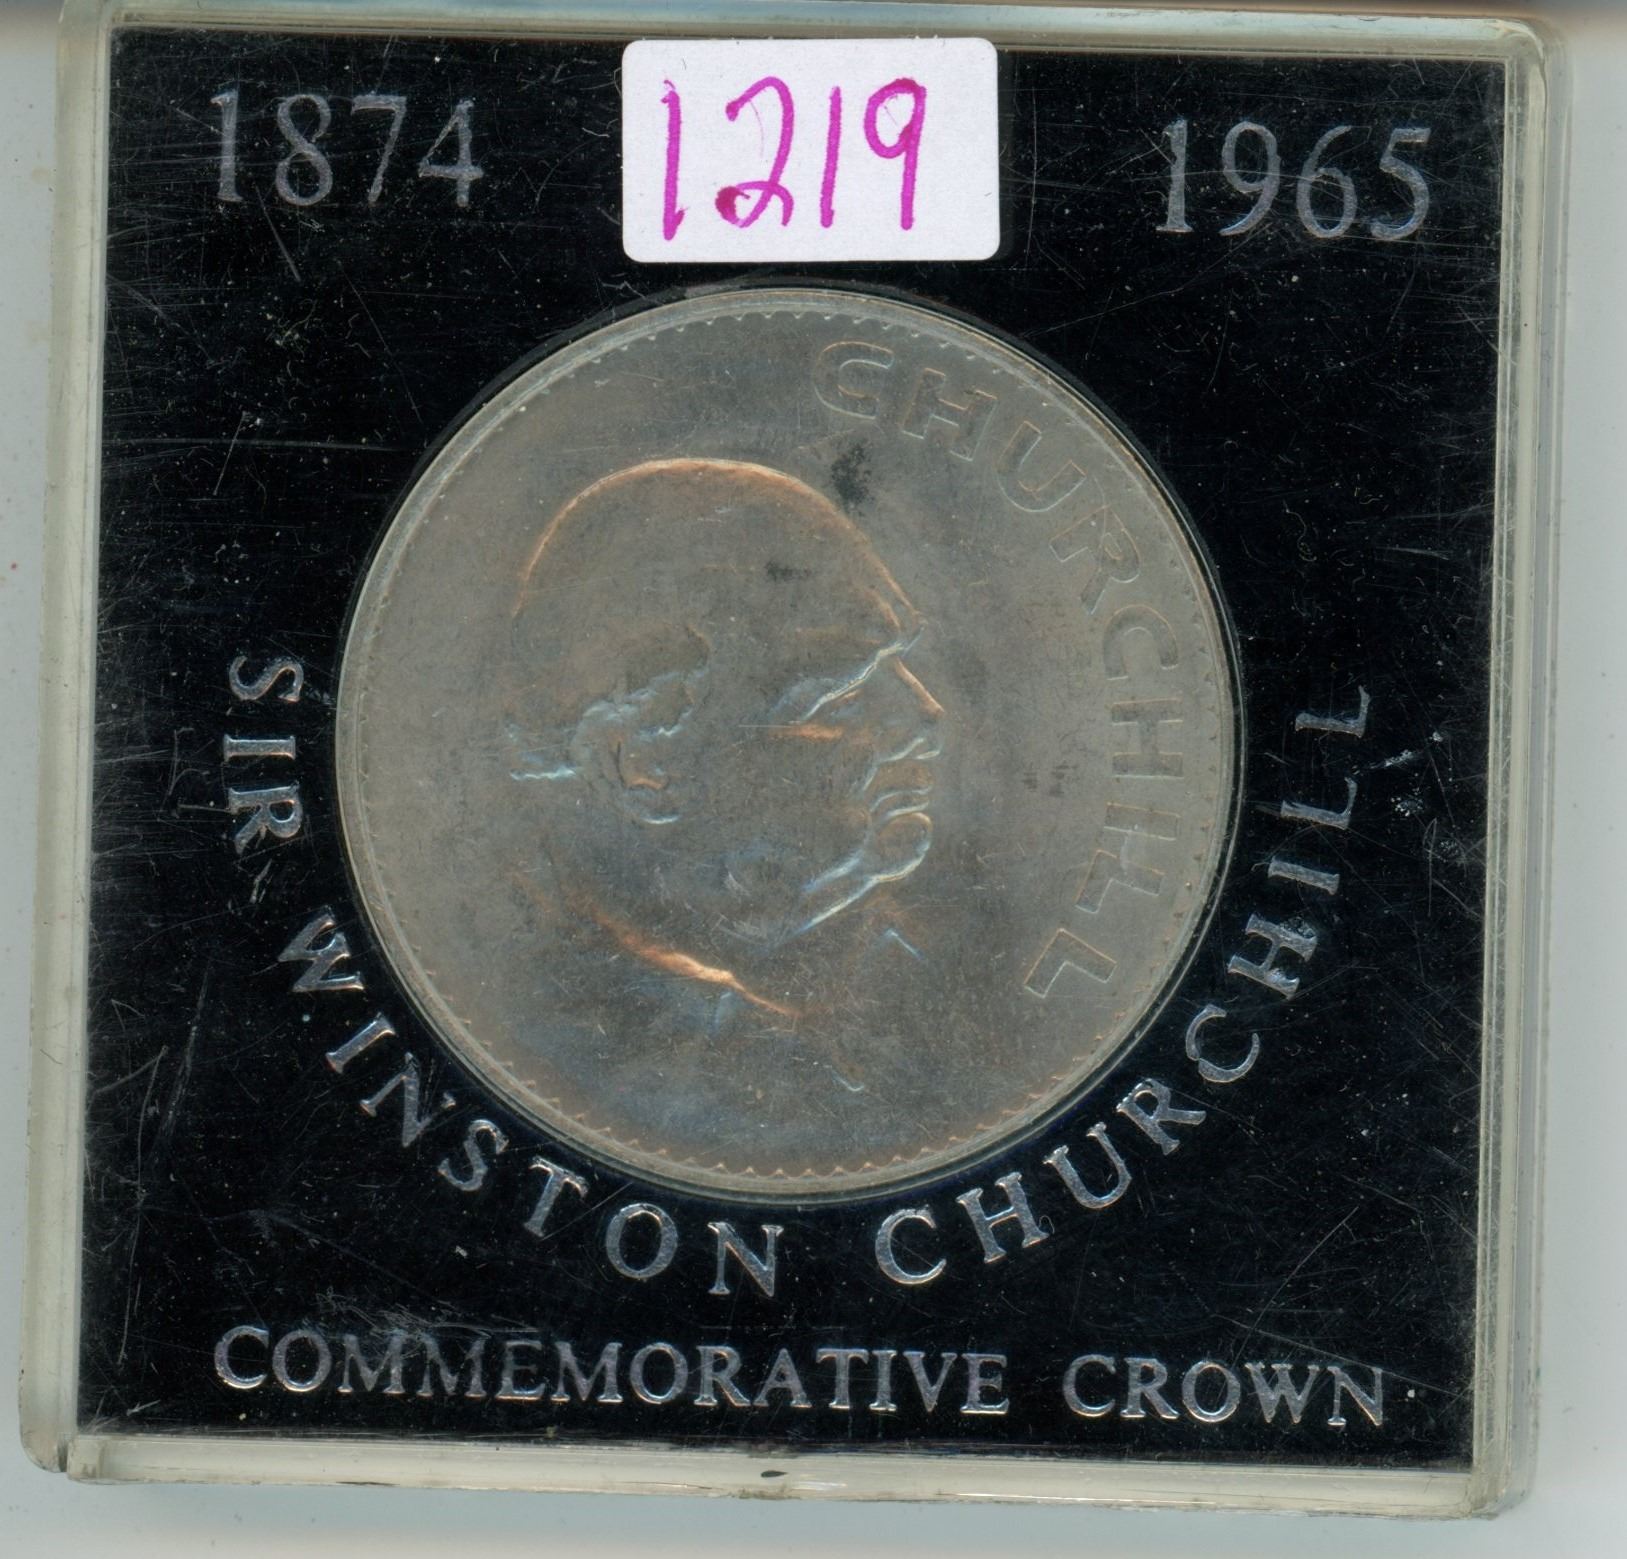 1219
1874
1965
CHURCHILL
SIR WINSTON CHURCHILL
COMMEMORATIVE CROWN